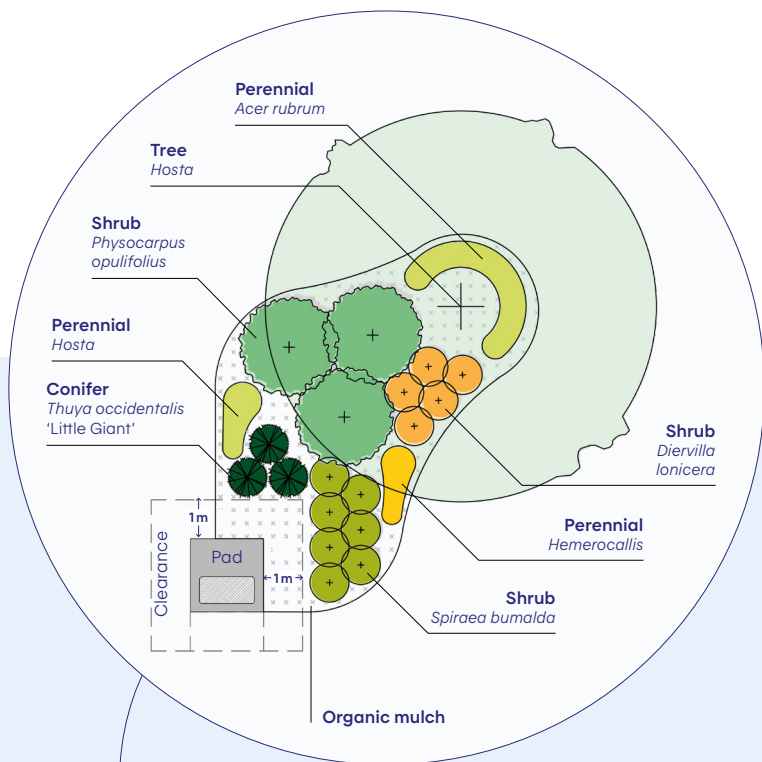 Perennial
Acer rubrum
Tree
Hosta
Shrub
Physocarpus
opulifolius
Perennial
Hosta
Conifer
Thuya occidentalis
‘Little Giant’
Shrub
Diervilla
lonicera
Perennial
Hemerocallis
Shrub
Spiraea bumalda
1m
Clearance
Pad
1m
Organic mulch